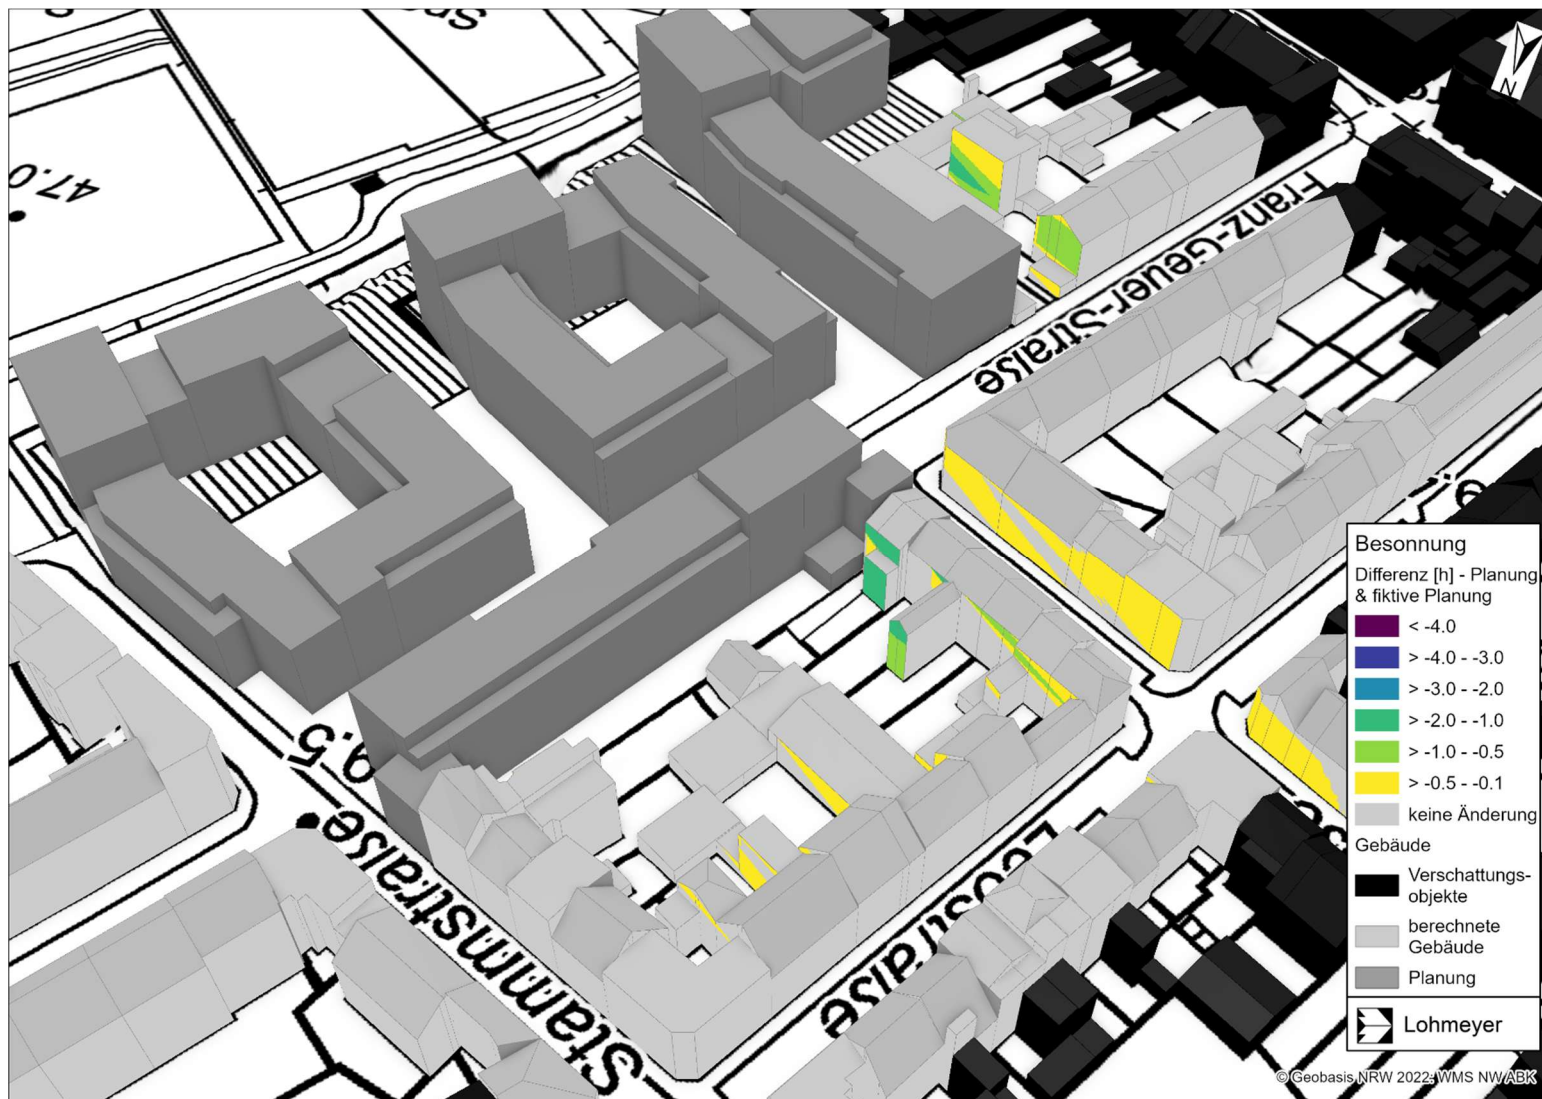 47.0
N
Franz-Geuer-Straße
9.5
Stammstraße
Leostraße
Besonnung
Differenz [h] - Planung
& fiktive Planung
< -4.0
> -4.0 - -3.0
> -3.0 - -2.0
> -2.0 - -1.0
> -1.0 - -0.5
> -0.5 - -0.1
keine Änderung
Gebäude
Verschattungs-
objekte
berechnete
Gebäude
Planung
Lohmeyer
© Geobasis NRW 2022, WMS NW ABK